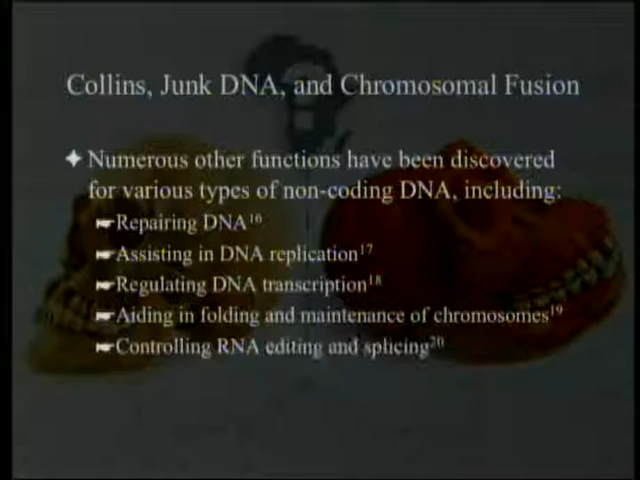 Collins, Junk DNA, and Chromosomal Fusion
✦ Numerous other functions have been discovered
for various types of non-coding DNA, including:
☛ Repairing DNA¹⁶
☛ Assisting in DNA replication¹⁷
☛ Regulating DNA transcription¹⁸
☛ Aiding in folding and maintenance of chromosomes¹⁹
☛ Controlling RNA editing and splicing²⁰